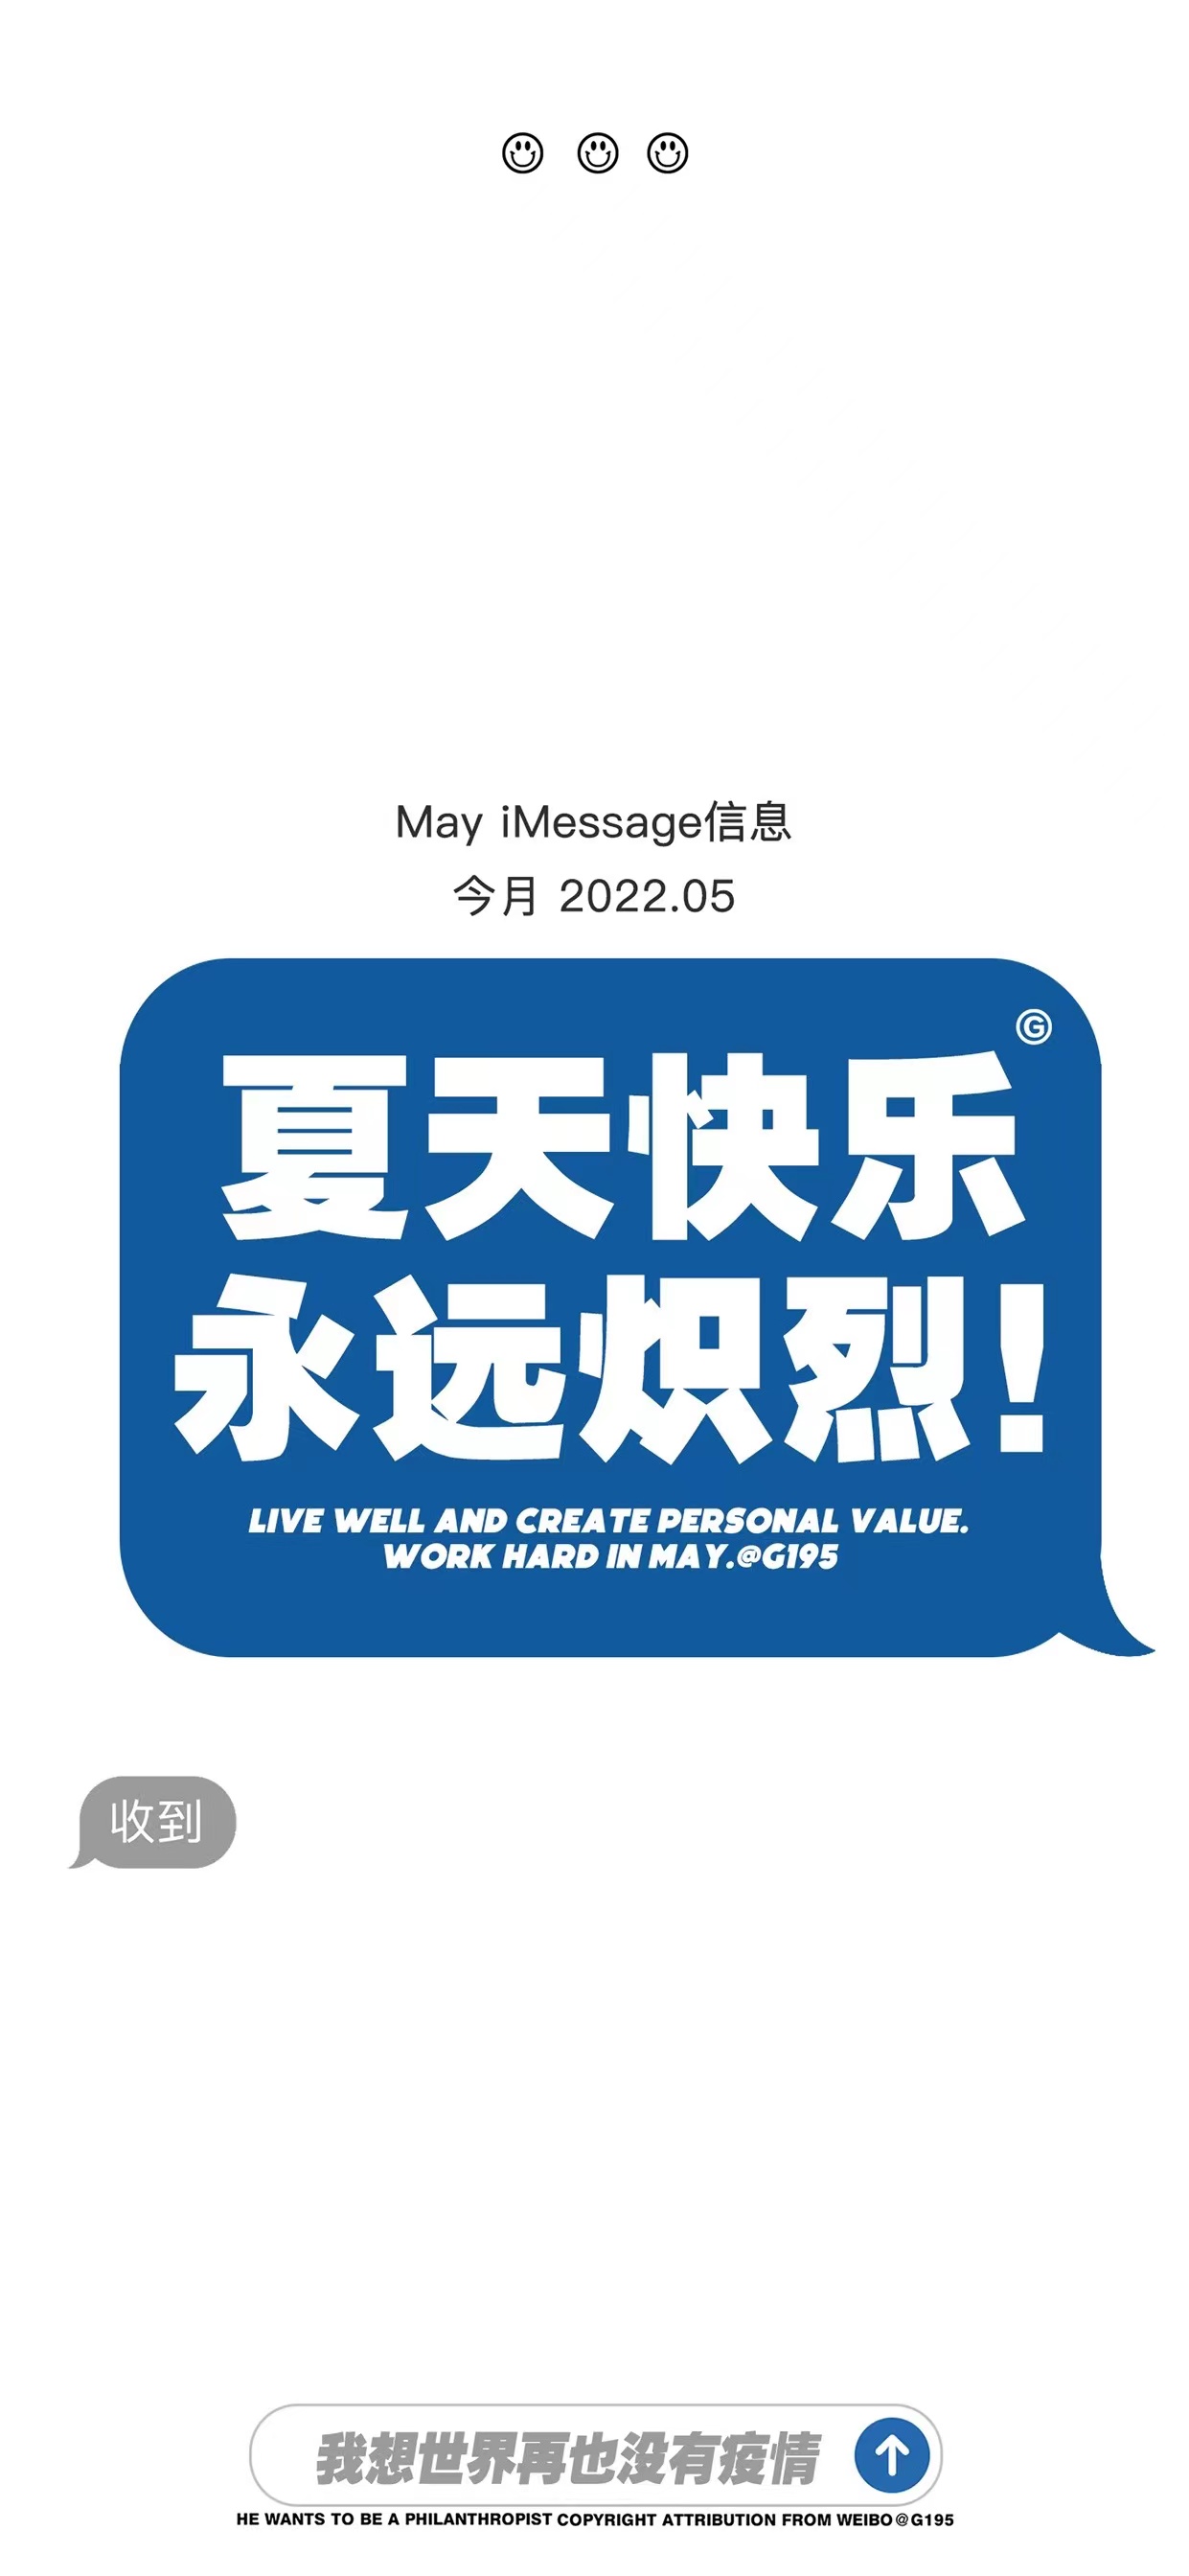 May iMessage信息
今月 2022.05
G
夏天快乐
永远炽烈!
LIVE WELL AND CREATE PERSONAL VALUE.
WORK HARD IN MAY.@G195
收到
我想世界再也没有疫情
HE WANTS TO BE A PHILANTHROPIST COPYRIGHT ATTRIBUTION FROM WEIBO@G195